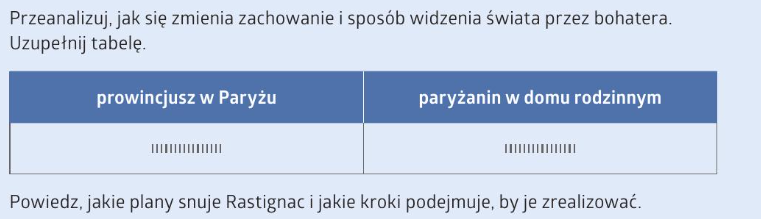 Przeanalizuj, jak się zmienia zachowanie i sposób widzenia świata przez bohatera.
Uzupełnij tabelę.
prowincjusz w Paryżu
paryżanin w domu rodzinnym
Powiedz, jakie plany snuje Rastignac i jakie kroki podejmuje, by je zrealizować.